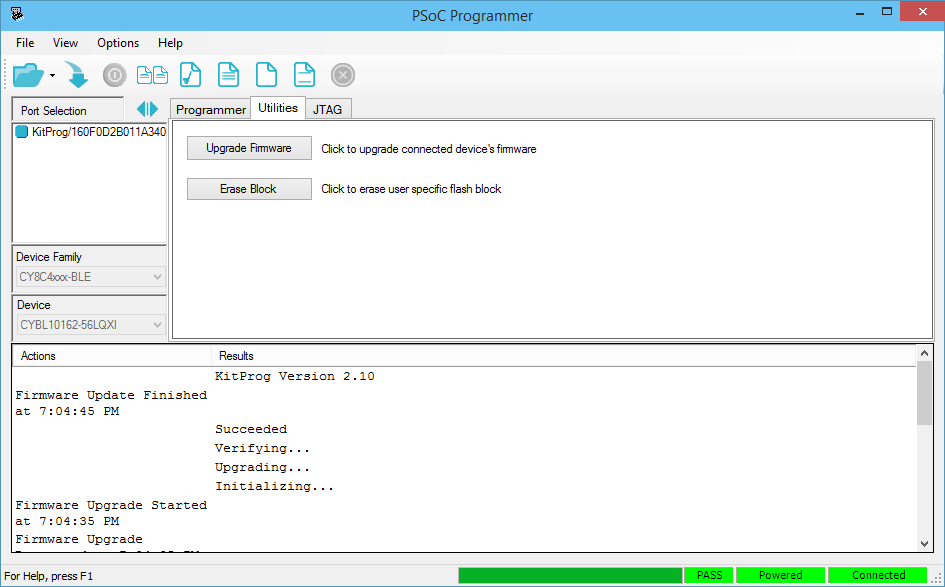 PSoC Programmer
File View Options Help
Port Selection
Programmer Utilities JTAG
KitProg/160F0D2B011A340
Upgrade Firmware Click to upgrade connected device's firmware
Erase Block Click to erase user specific flash block
Device Family
CY8C4xxx-BLE
Device
CYBL10162-56LQXI
Actions Results
KitProg Version 2.10
Firmware Update Finished
at 7:04:45 PM
Succeeded
Verifying...
Upgrading...
Initializing...
Firmware Upgrade Started
at 7:04:35 PM
Firmware Upgrade
For Help, press F1 PASS Powered Connected